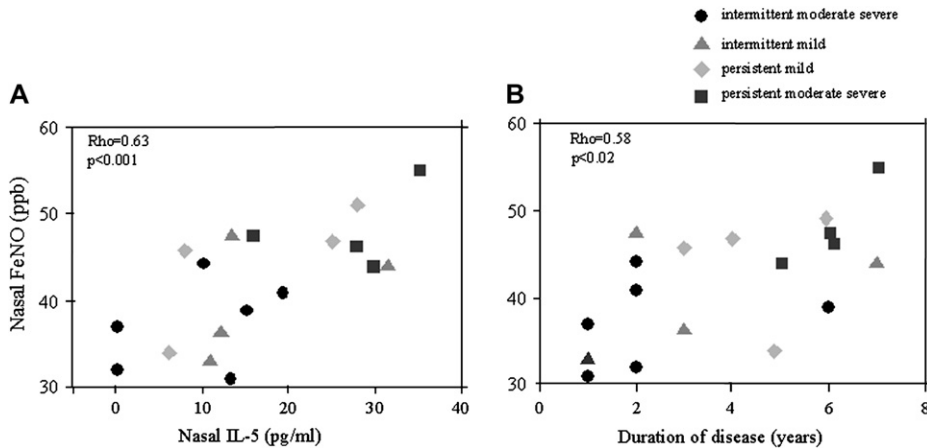 intermittent moderate severe
intermittent mild
persistent mild
persistent moderate severe
A
60
50
40
30
Rho=0.63
p<0.001
Nasal FeNO (ppb)
0
10
20
30
40
Nasal IL-5 (pg/ml)
B
60
50
40
30
Rho=0.58
p<0.02
0
2
4
6
8
Duration of disease (years)